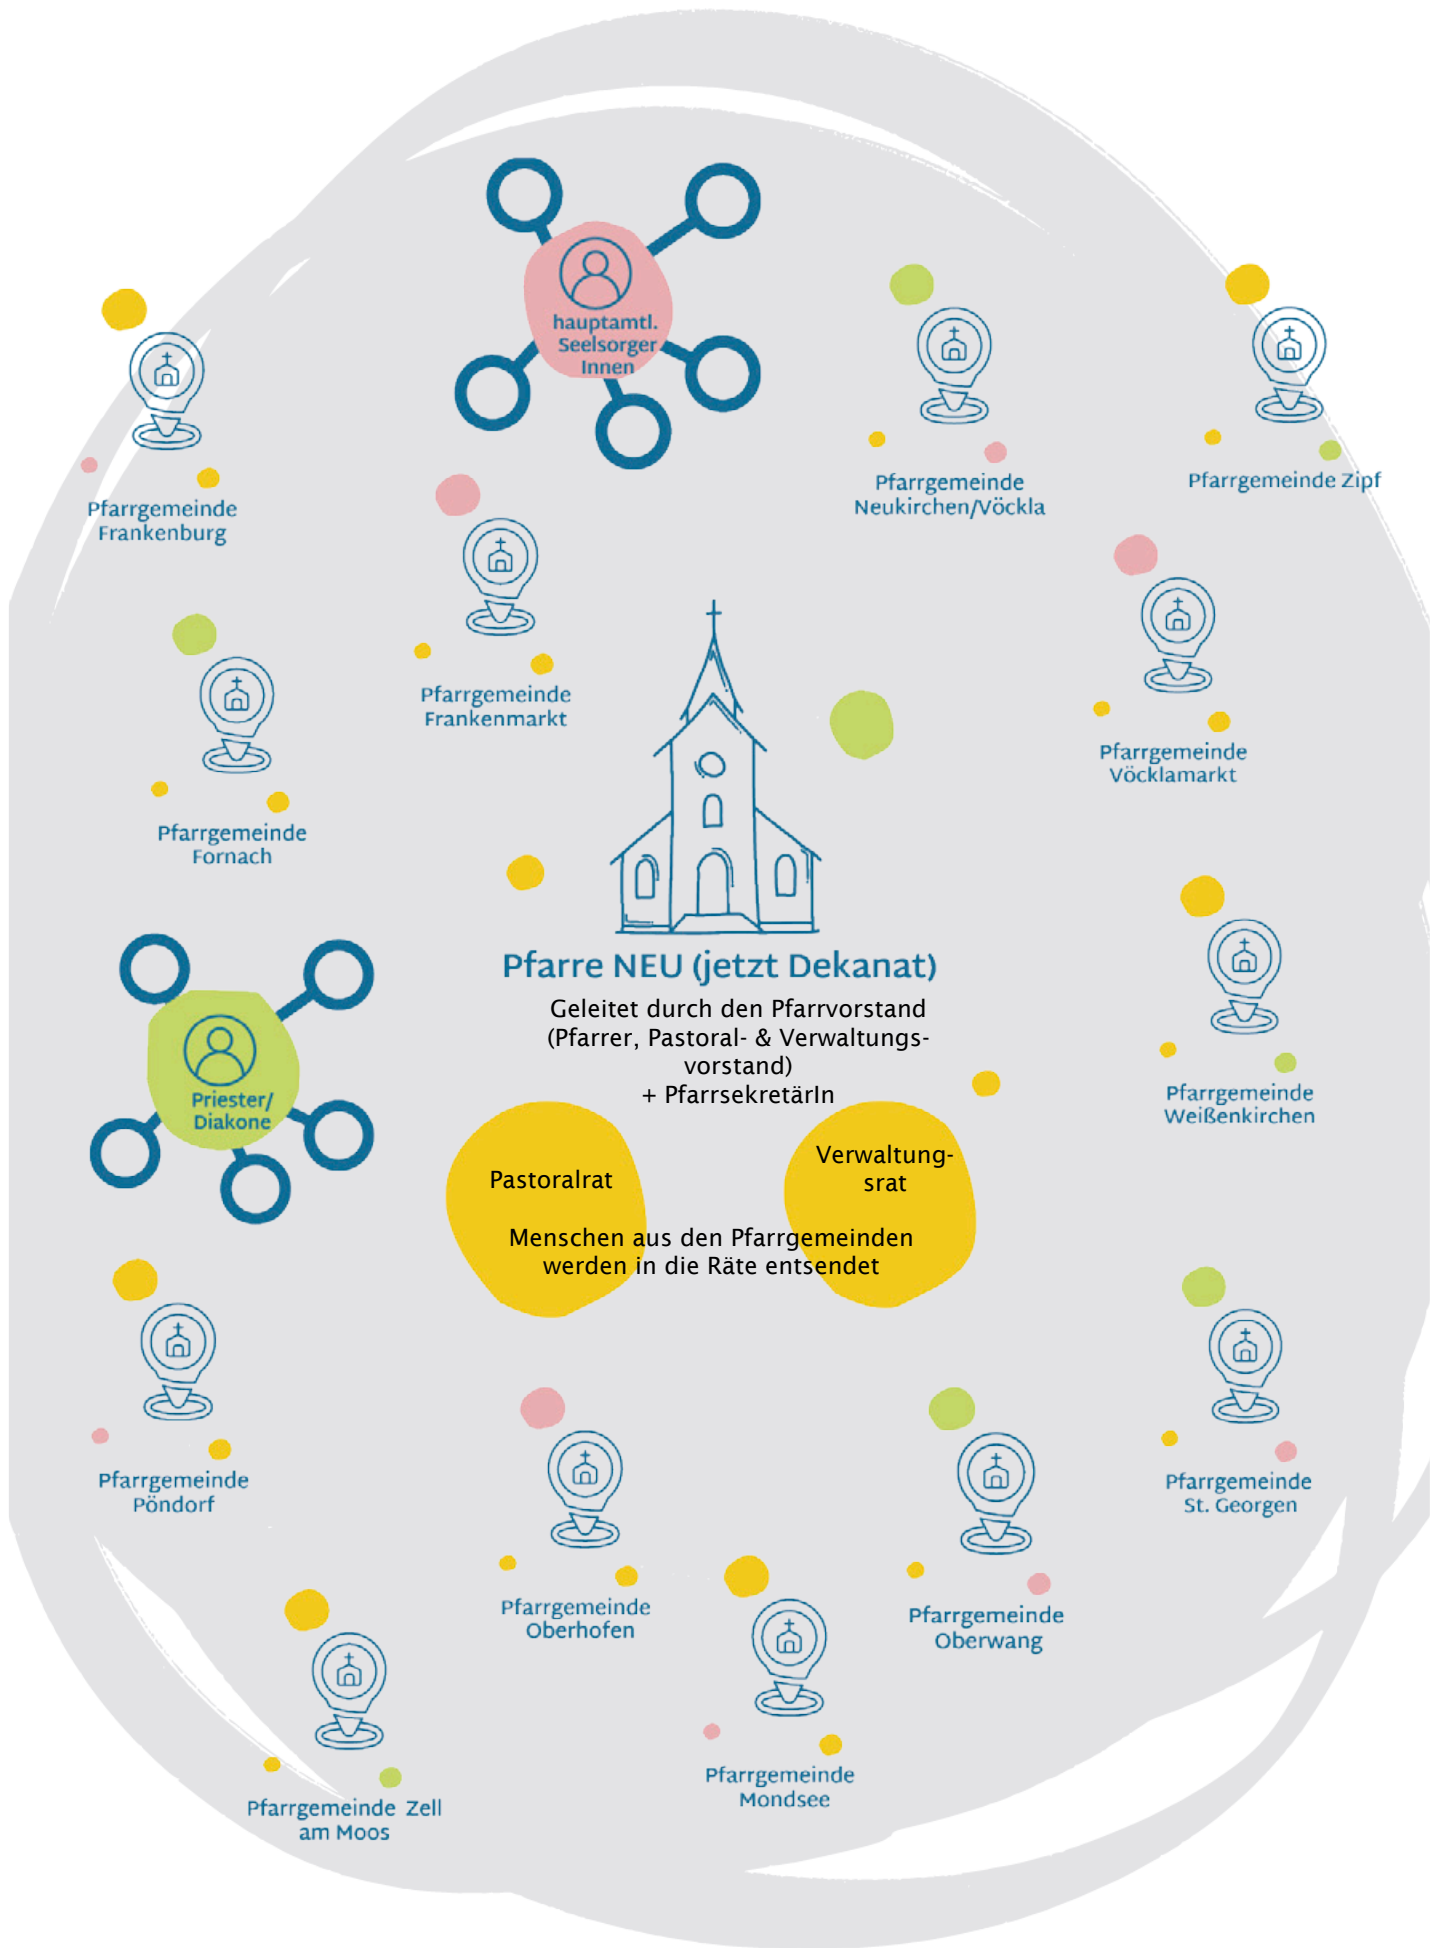 hauptamtl.
Seelsorger
Innen
Pfarrgemeinde
Frankenburg
Pfarrgemeinde
Neukirchen/Vöckla
Pfarrgemeinde Zipf
Pfarrgemeinde
Frankenmarkt
Pfarrgemeinde
Vöcklamarkt
Pfarrgemeinde
Fornach
Pfarre NEU (jetzt Dekanat)
Geleitet durch den Pfarrvorstand
(Pfarrer, Pastoral- & Verwaltungs-
vorstand)
+ PfarrsekretärIn
Priester/
Diakone
Pfarrgemeinde
Weißenkirchen
Pastoralrat
Verwaltung-
srat
Menschen aus den Pfarrgemeinden
werden in die Räte entsendet
Pfarrgemeinde
Pöndorf
Pfarrgemeinde
St. Georgen
Pfarrgemeinde
Oberhofen
Pfarrgemeinde
Oberwang
Pfarrgemeinde
Mondsee
Pfarrgemeinde Zell
am Moos